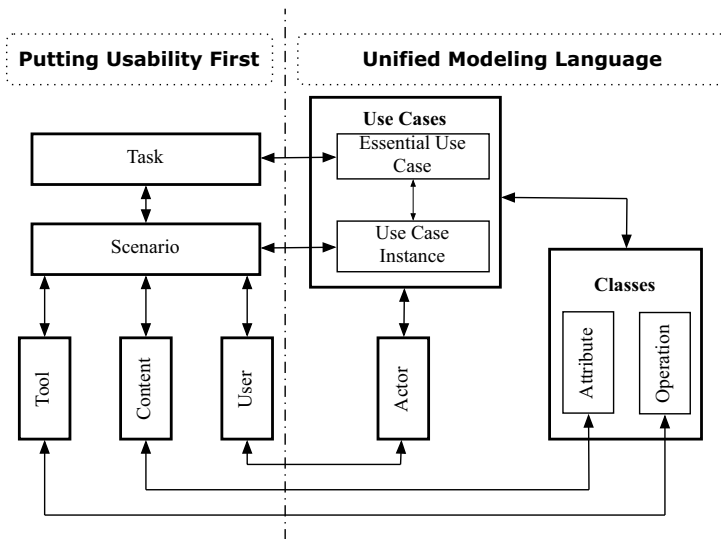 Putting Usability First
Unified Modeling Language
Use Cases
Task
Essential Use
Case
Scenario
Use Case
Instance
Classes
Tool
Content
User
Actor
Attribute
Operation